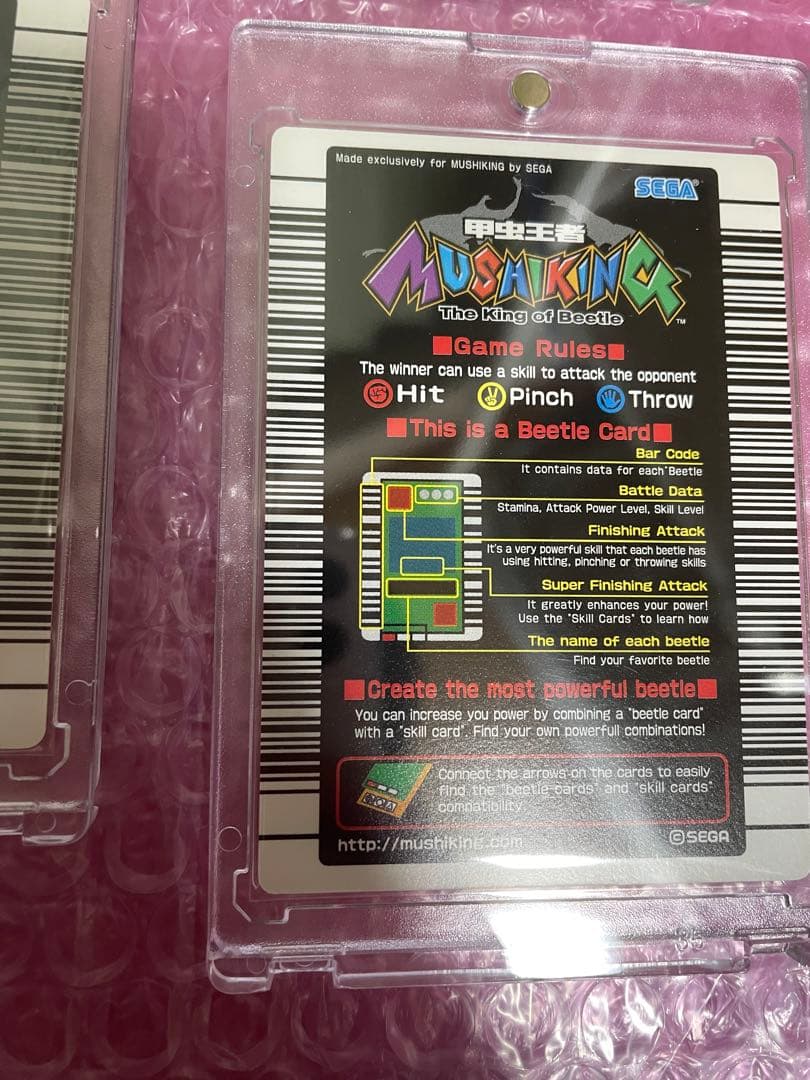 Made exclusively for MUSHIKING by SEGA
SEGA®
甲虫王者
MUSHIKING
The King of Beetle™
■Game Rules■
The winner can use a skill to attack the opponent
Hit Pinch Throw
■This is a Beetle Card■
Bar Code
It contains data for each Beetle
Battle Data
Stamina, Attack Power Level, Skill Level
Finishing Attack
It's a very powerful skill that each beetle has
using hitting, pinching or throwing skills
Super Finishing Attack
It greatly enhances your power!
Use the "Skill Cards" to learn how
The name of each beetle
Find your favorite beetle
■Create the most powerful beetle■
You can increase you power by combining a "beetle card"
with a "skill card". Find your own powerfull combinations!
Connect the arrows on the cards to easily
find the "beetle cards" and "skill cards"
compatibility.
http://mushiking.com
©SEGA
35